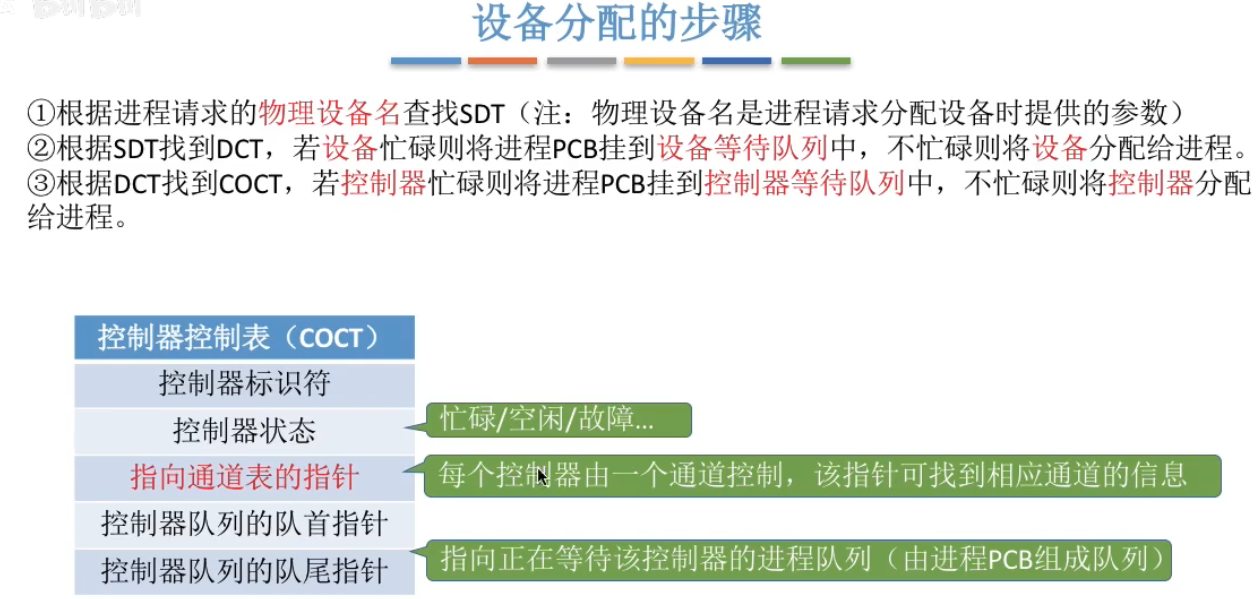 设备分配的步骤
①根据进程请求的物理设备名查找SDT（注：物理设备名是进程请求分配设备时提供的参数）
②根据SDT找到DCT，若设备忙碌则将进程PCB挂到设备等待队列中，不忙碌则将设备分配给进程。
③根据DCT找到COCT，若控制器忙碌则将进程PCB挂到控制器等待队列中，不忙碌则将控制器分配
给进程。
控制器控制表（COCT）
控制器标识符
控制器状态
忙碌/空闲/故障...
指向通道表的指针
每个控制器由一个通道控制，该指针可找到相应通道的信息
控制器队列的队首指针
控制器队列的队尾指针
指向正在等待该控制器的进程队列（由进程PCB组成队列）